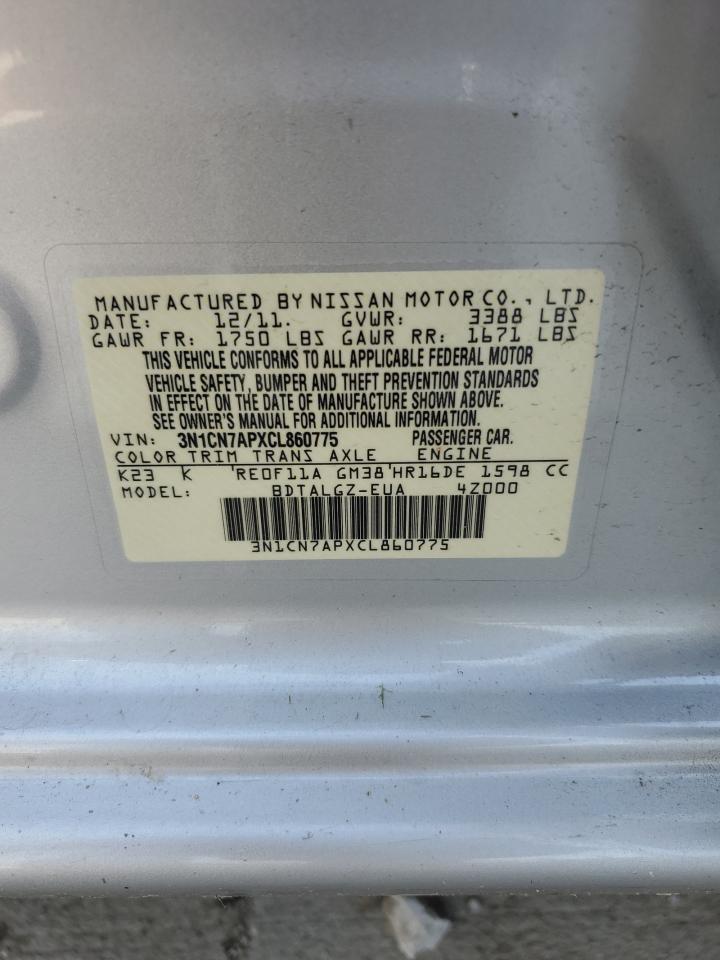 MANUFACTURED BY NISSAN MOTOR CO., LTD.
DATE: 12/11. GVWR: 3388 LBS
GAWR FR: 1750 LBS GAWR RR: 1671 LBS
THIS VEHICLE CONFORMS TO ALL APPLICABLE FEDERAL MOTOR
VEHICLE SAFETY, BUMPER AND THEFT PREVENTION STANDARDS
IN EFFECT ON THE DATE OF MANUFACTURE SHOWN ABOVE.
SEE OWNER'S MANUAL FOR ADDITIONAL INFORMATION.
VIN: 3N1CN7APXCL860775 PASSENGER CAR.
COLOR TRIM TRANS AXLE ENGINE
K23 K 'RE0F11A GM38'HR16DE 1598 CC
MODEL: BDTALGZ-EUA 4Z000
3N1CN7APXCL860775